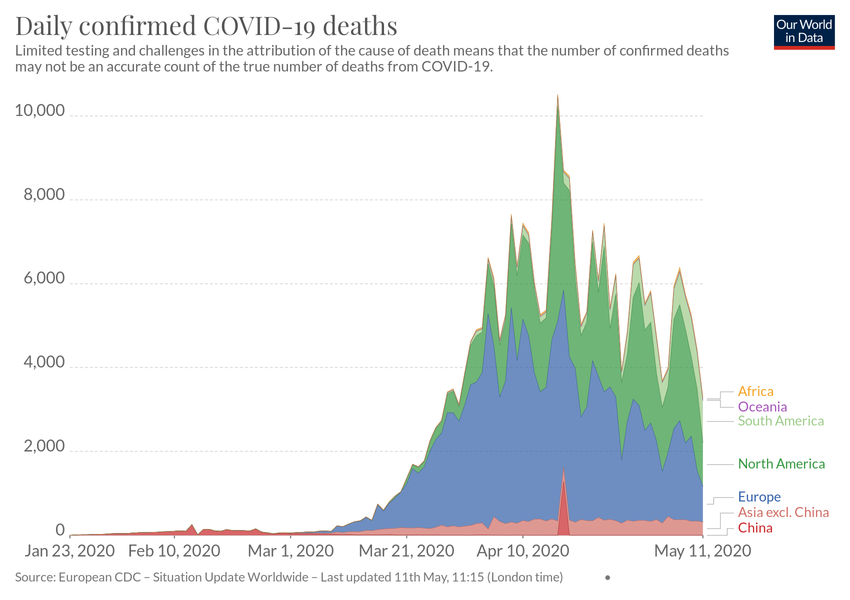 Daily confirmed COVID-19 deaths
Our World
in Data
Limited testing and challenges in the attribution of the cause of death means that the number of confirmed deaths
may not be an accurate count of the true number of deaths from COVID-19.
10,000
8,000
6,000
4,000
2,000
0
Africa
Oceania
South America
North America
Europe
Asia excl. China
China
Jan 23, 2020 Feb 10, 2020 Mar 1, 2020 Mar 21, 2020 Apr 10, 2020 May 11, 2020
Source: European CDC – Situation Update Worldwide – Last updated 11th May, 11:15 (London time) •